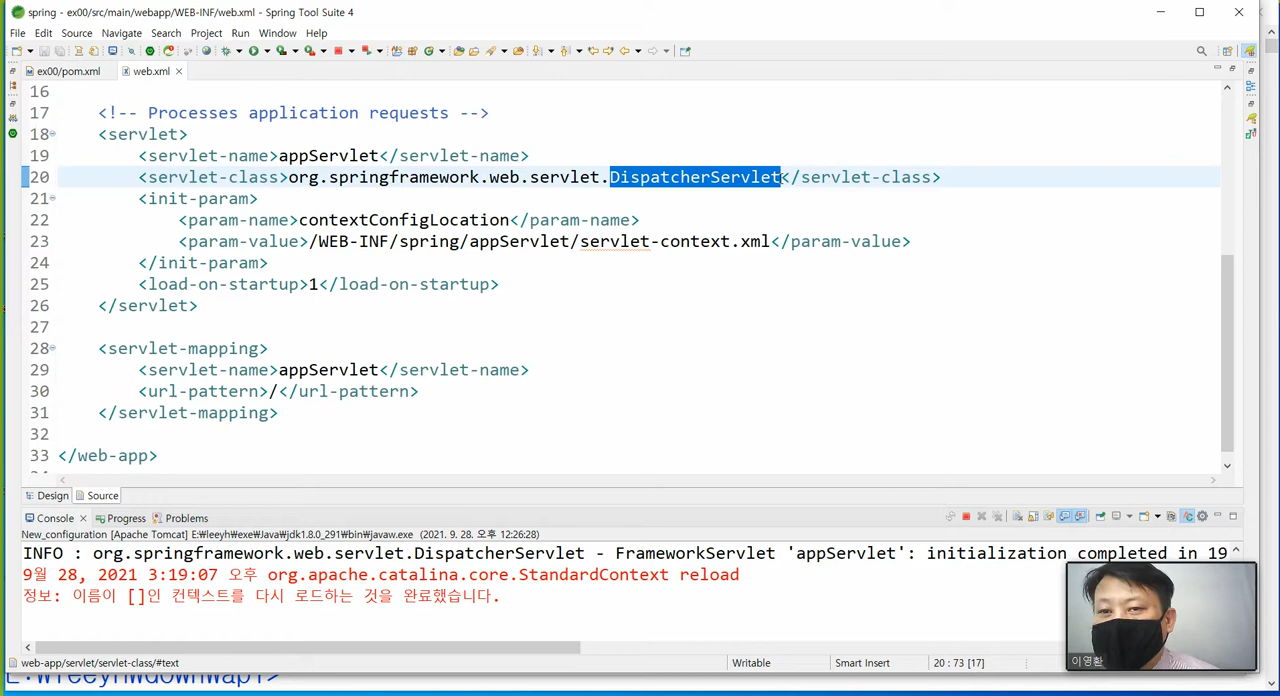 spring - ex00/src/main/webapp/WEB-INF/web.xml - Spring Tool Suite 4
File Edit Source Navigate Search Project Run Window Help
ex00/pom.xml web.xml
16
17 <!-- Processes application requests -->
18 <servlet>
19 <servlet-name>appServlet</servlet-name>
20 <servlet-class>org.springframework.web.servlet.DispatcherServlet</servlet-class>
21 <init-param>
22 <param-name>contextConfigLocation</param-name>
23 <param-value>/WEB-INF/spring/appServlet/servlet-context.xml</param-value>
24 </init-param>
25 <load-on-startup>1</load-on-startup>
26 </servlet>
27
28 <servlet-mapping>
29 <servlet-name>appServlet</servlet-name>
30 <url-pattern>/</url-pattern>
31 </servlet-mapping>
32
33 </web-app>
Design Source
Console Progress Problems
New_configuration [Apache Tomcat] E:₩leeyh₩exe₩Java₩jdk1.8.0_291₩bin₩javaw.exe (2021. 9. 28. 오후 12:26:28)
INFO : org.springframework.web.servlet.DispatcherServlet - FrameworkServlet 'appServlet': initialization completed in 19
9월 28, 2021 3:19:07 오후 org.apache.catalina.core.StandardContext reload
정보: 이름이 []인 컨텍스트를 다시 로드하는 것을 완료했습니다.
이영환
web-app/servlet/servlet-class/#text Writable Smart Insert 20 : 73 [17]